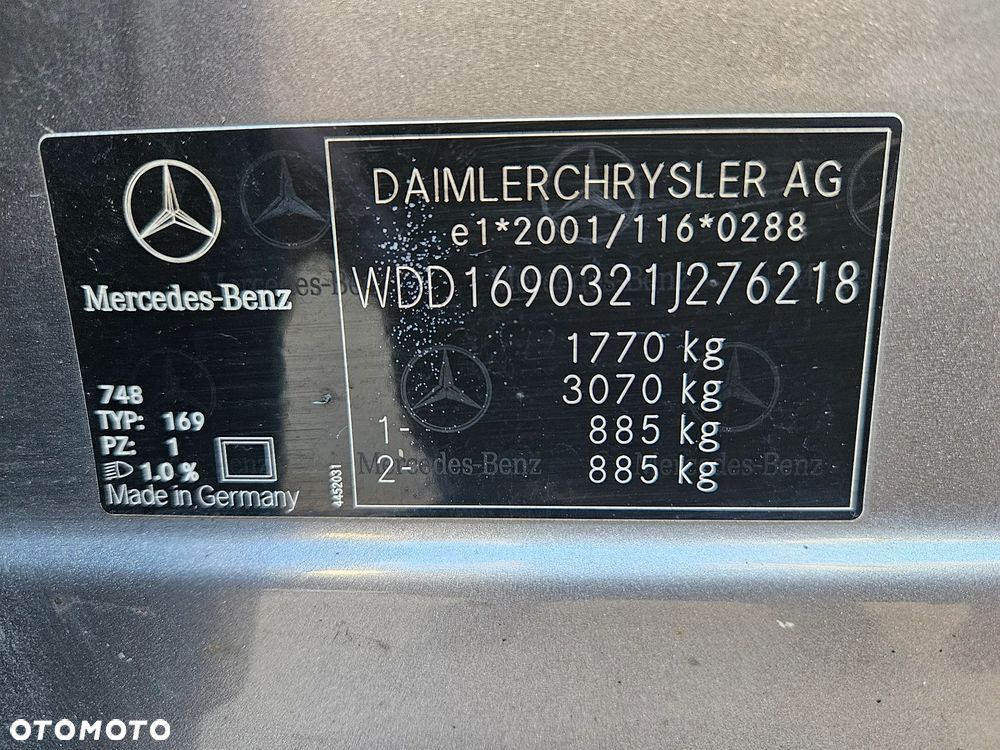 DAIMLERCHRYSLER AG
e1*2001/116*0288
WDD1690321J276218
1770 kg
3070 kg
1- 885 kg
2- 885 kg
Mercedes-Benz
748
TYP: 169
PZ: 1
1.0 %
Made in Germany
4452031
Mercedes-Benz
Mercedes-Benz
OTOMOTO